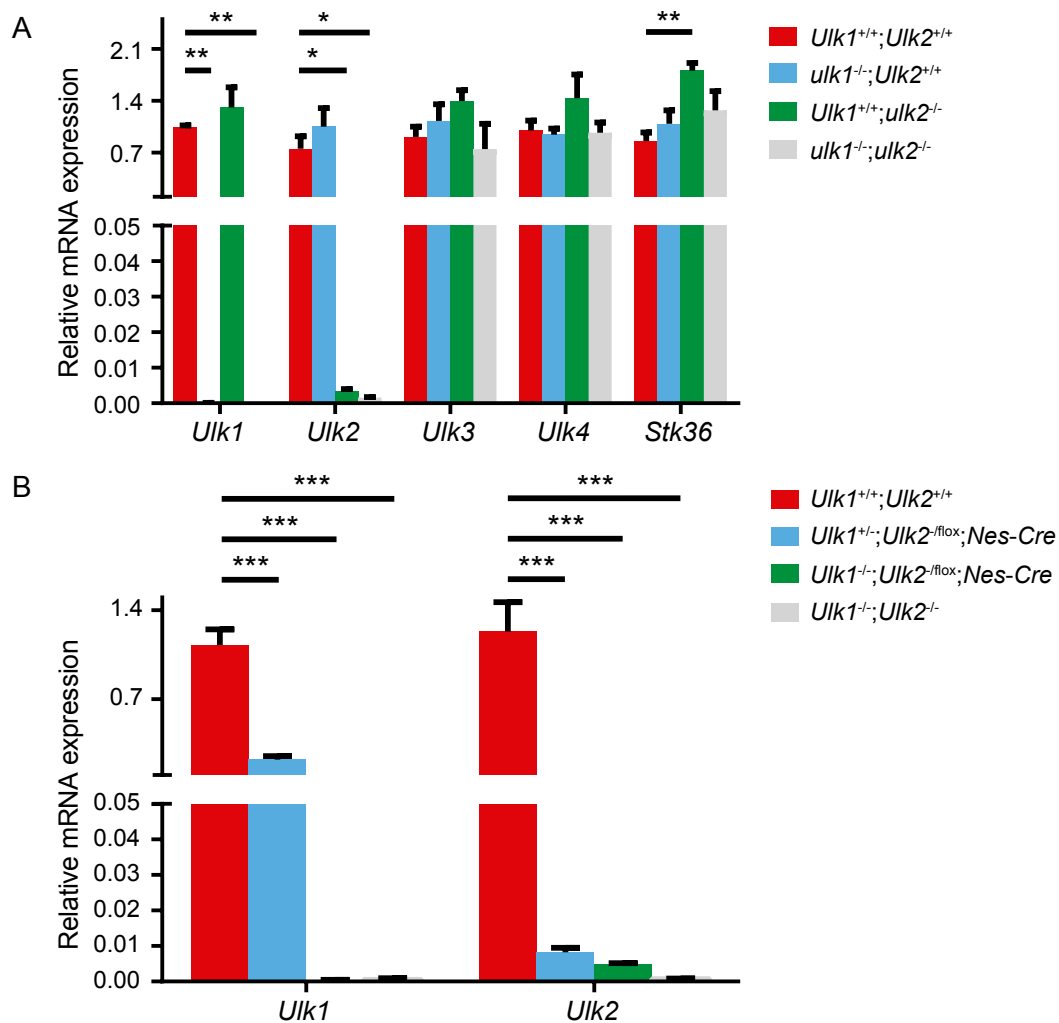 A
Relative mRNA expression
2.1
1.4
0.7
0.05
0.04
0.03
0.02
0.01
0.00
**
**
*
*
**
Ulk1 Ulk2 Ulk3 Ulk4 Stk36
Ulk1+/+;Ulk2+/+
ulk1-/-;Ulk2+/+
Ulk1+/+;ulk2-/-
ulk1-/-;ulk2-/-
B
Relative mRNA expression
1.4
0.7
0.05
0.04
0.03
0.02
0.01
0.00
***
***
***
***
***
***
Ulk1 Ulk2
Ulk1+/+;Ulk2+/+
Ulk1+/-;Ulk2-/flox;Nes-Cre
Ulk1-/-;Ulk2-/flox;Nes-Cre
Ulk1-/-;Ulk2-/-